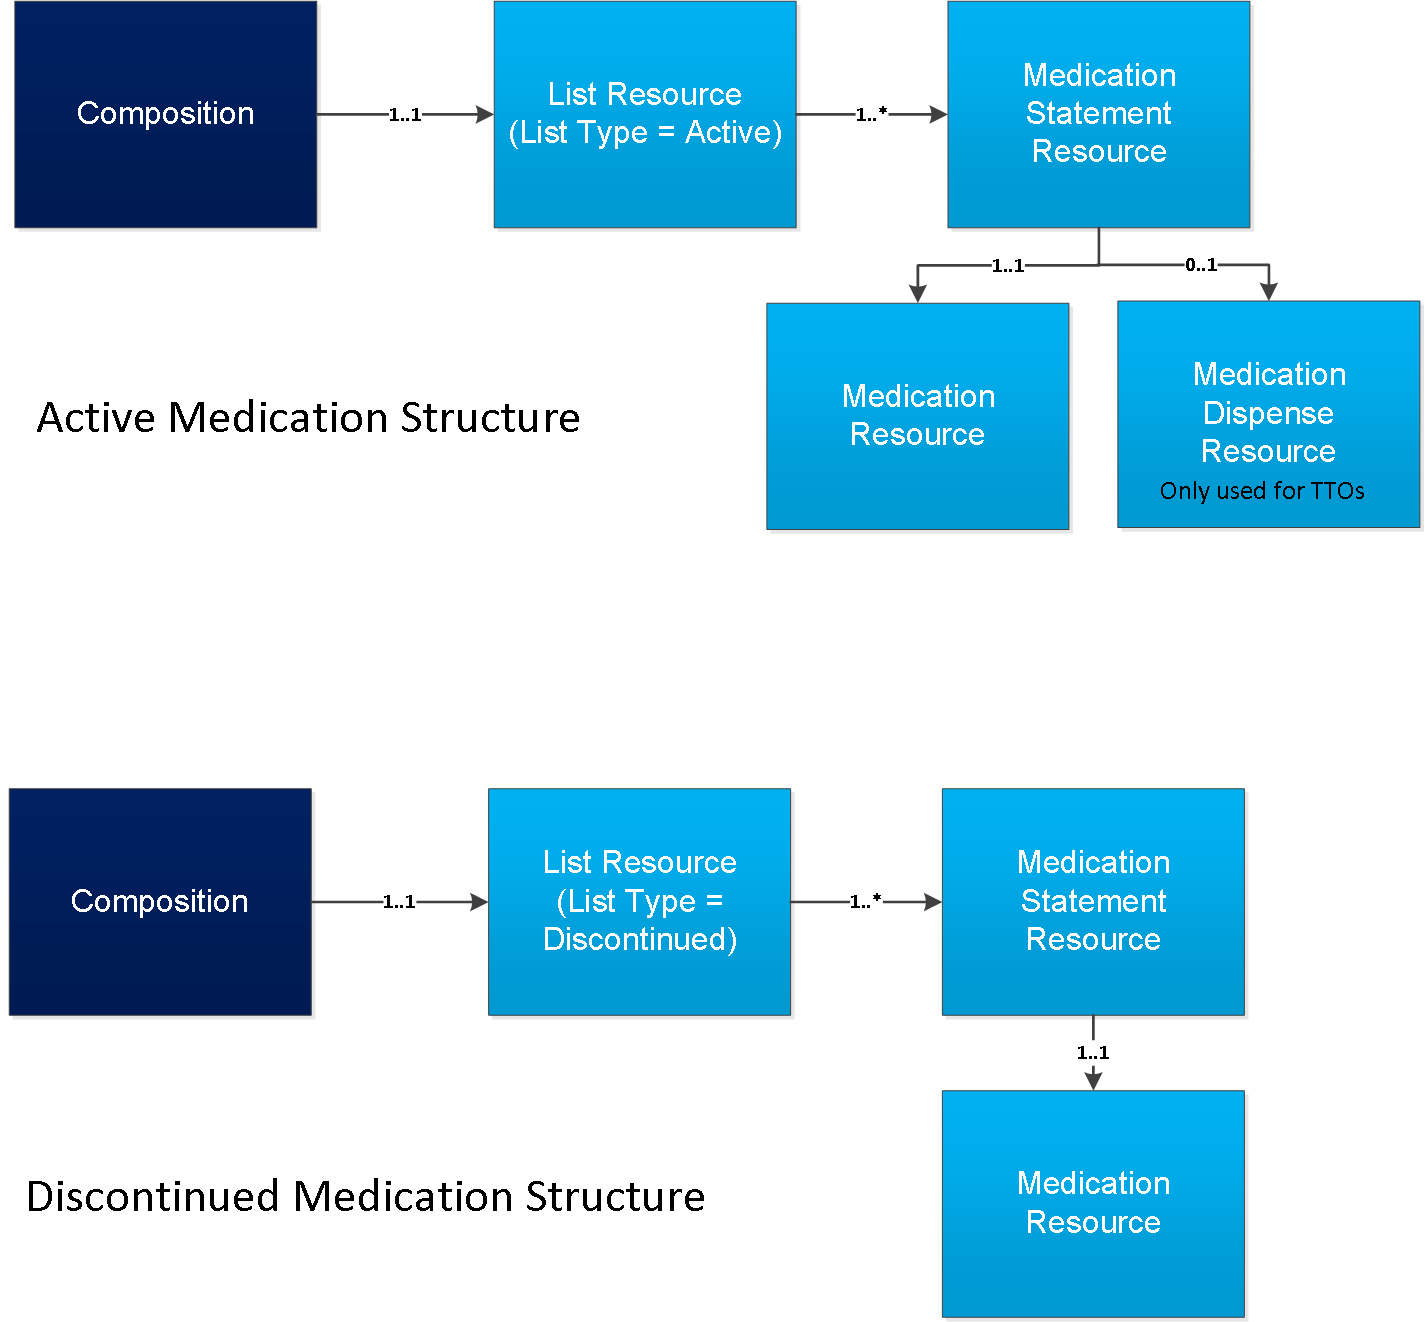 Composition
1..1
List Resource
(List Type = Active)
1..*
Medication
Statement
Resource
1..1
0..1
Medication
Resource
Medication
Dispense
Resource
Only used for TTOs
Active Medication Structure
Composition
1..1
List Resource
(List Type =
Discontinued)
1..*
Medication
Statement
Resource
1..1
Medication
Resource
Discontinued Medication Structure